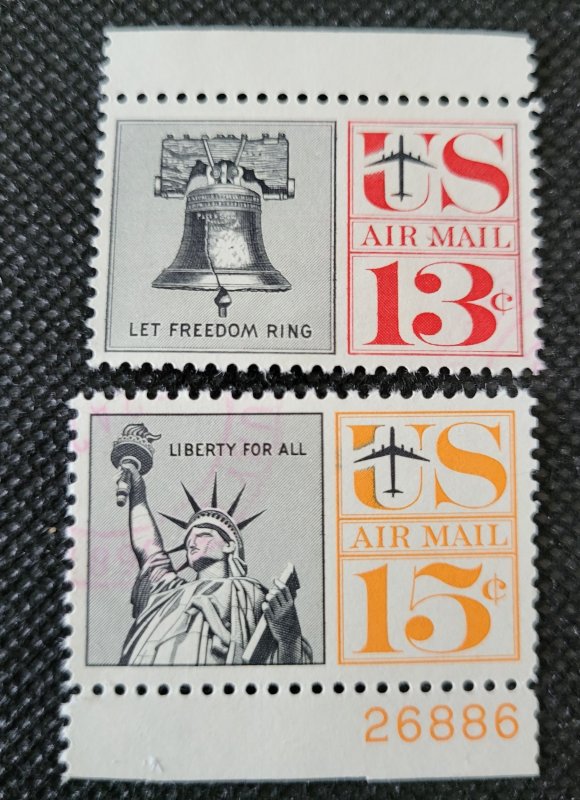 US
AIR MAIL
13¢
LET FREEDOM RING
LIBERTY FOR ALL
US
AIR MAIL
15¢
26886